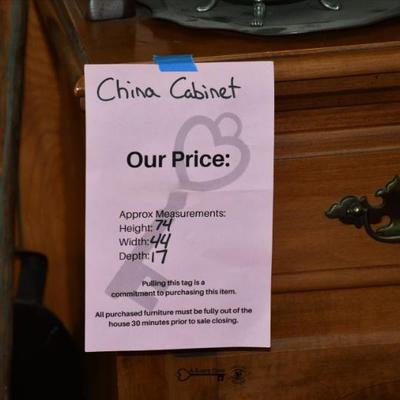 China Cabinet
Our Price:
Approx Measurements:
Height: 74
Width: 44
Depth: 17
Pulling this tag is a
commitment to purchasing this item.
All purchased furniture must be fully out of the
house 30 minutes prior to sale closing.